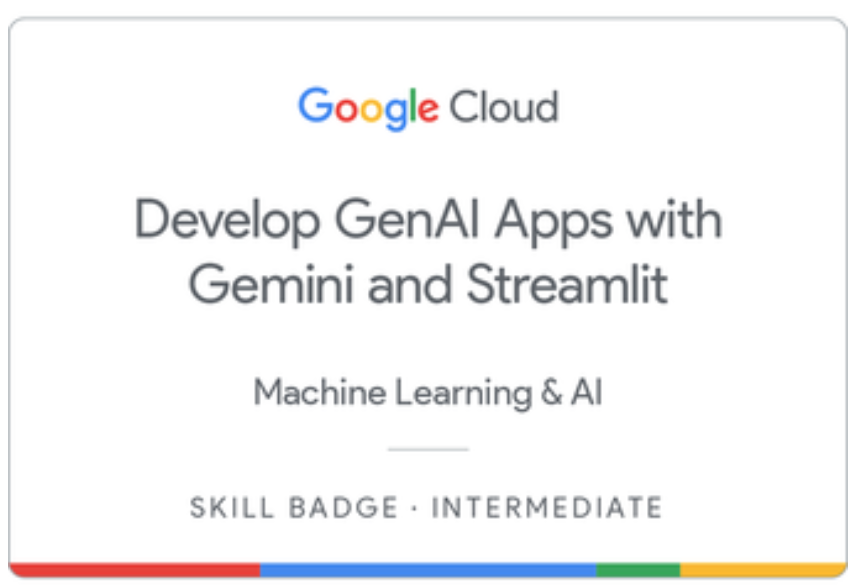 Google Cloud
Develop GenAI Apps with
Gemini and Streamlit
Machine Learning & AI
SKILL BADGE · INTERMEDIATE